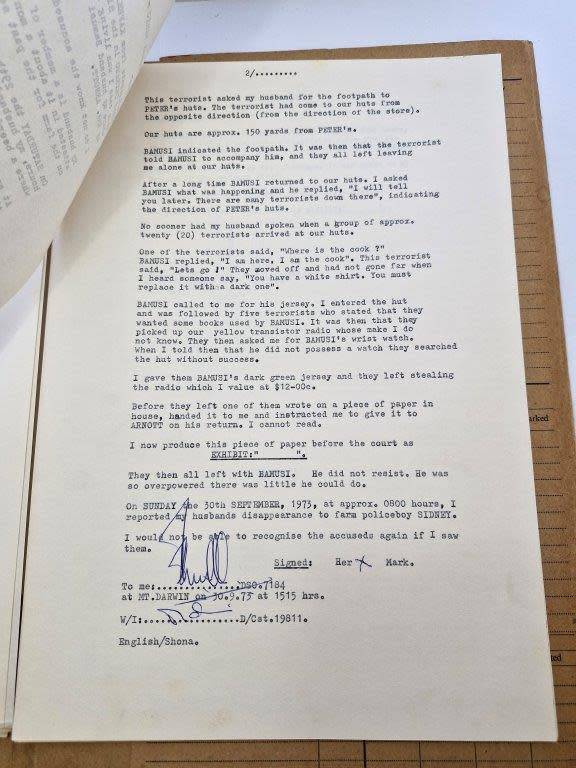 2/.........
This terrorist asked my husband for the footpath to
PETER's huts. The terrorist had come to our huts from
the opposite direction (from the direction of the store).
Our huts are approx. 150 yards from PETER's.
BAMUSI indicated the footpath. It was then that the terrorist
told BAMUSI to accompany him, and they all left leaving
me alone at our huts.
After a long time BAMUSI returned to our huts. I asked
BAMUSI what was happening and he replied, "I will tell
you later. There are many terrorists down there", indicating
the direction of PETER's huts.
No sooner had my husband spoken when a group of approx.
twenty (20) terrorists arrived at our huts.
One of the terrorists said, "Where is the cook ?"
BAMUSI replied, "I am here, I am the cook". This terrorist
said, "Lets go !" They moved off and had not gone far when
I heard someone say, "You have a white shirt. You must
replace it with a dark one".
BAMUSI called to me for his jersey. I entered the hut
and was followed by five terrorists who stated that they
wanted some books used by BAMUSI. It was then that they
picked up our yellow transistor radio whose make I do
not know. They then asked me for BAMUSI's wrist watch.
When I told them that he did not possess a watch they searched
the hut without success.
I gave them BAMUSI's dark green jersey and they left stealing
the radio which I value at $12-00c.
Before they left one of them wrote on a piece of paper in
house, handed it to me and instructed me to give it to
ARNOTT on his return. I cannot read.
I now produce this piece of paper before the court as
EXHIBIT:" ".
They then all left with BAMUSI. He did not resist. He was
so overpowered there was little he could do.
On SUNDAY the 30th SEPTEMBER, 1973, at approx. 0800 hours, I
reported my husbands disappearance to farm policeboy SIDNEY.
I would not be able to recognise the accuseds again if I saw
them.
Signed: Her X Mark.
To me:..................DSO.7184
at MT.DARWIN on 30.9.73 at 1515 hrs.
W/I:..................D/Cst.19811.
English/Shona.